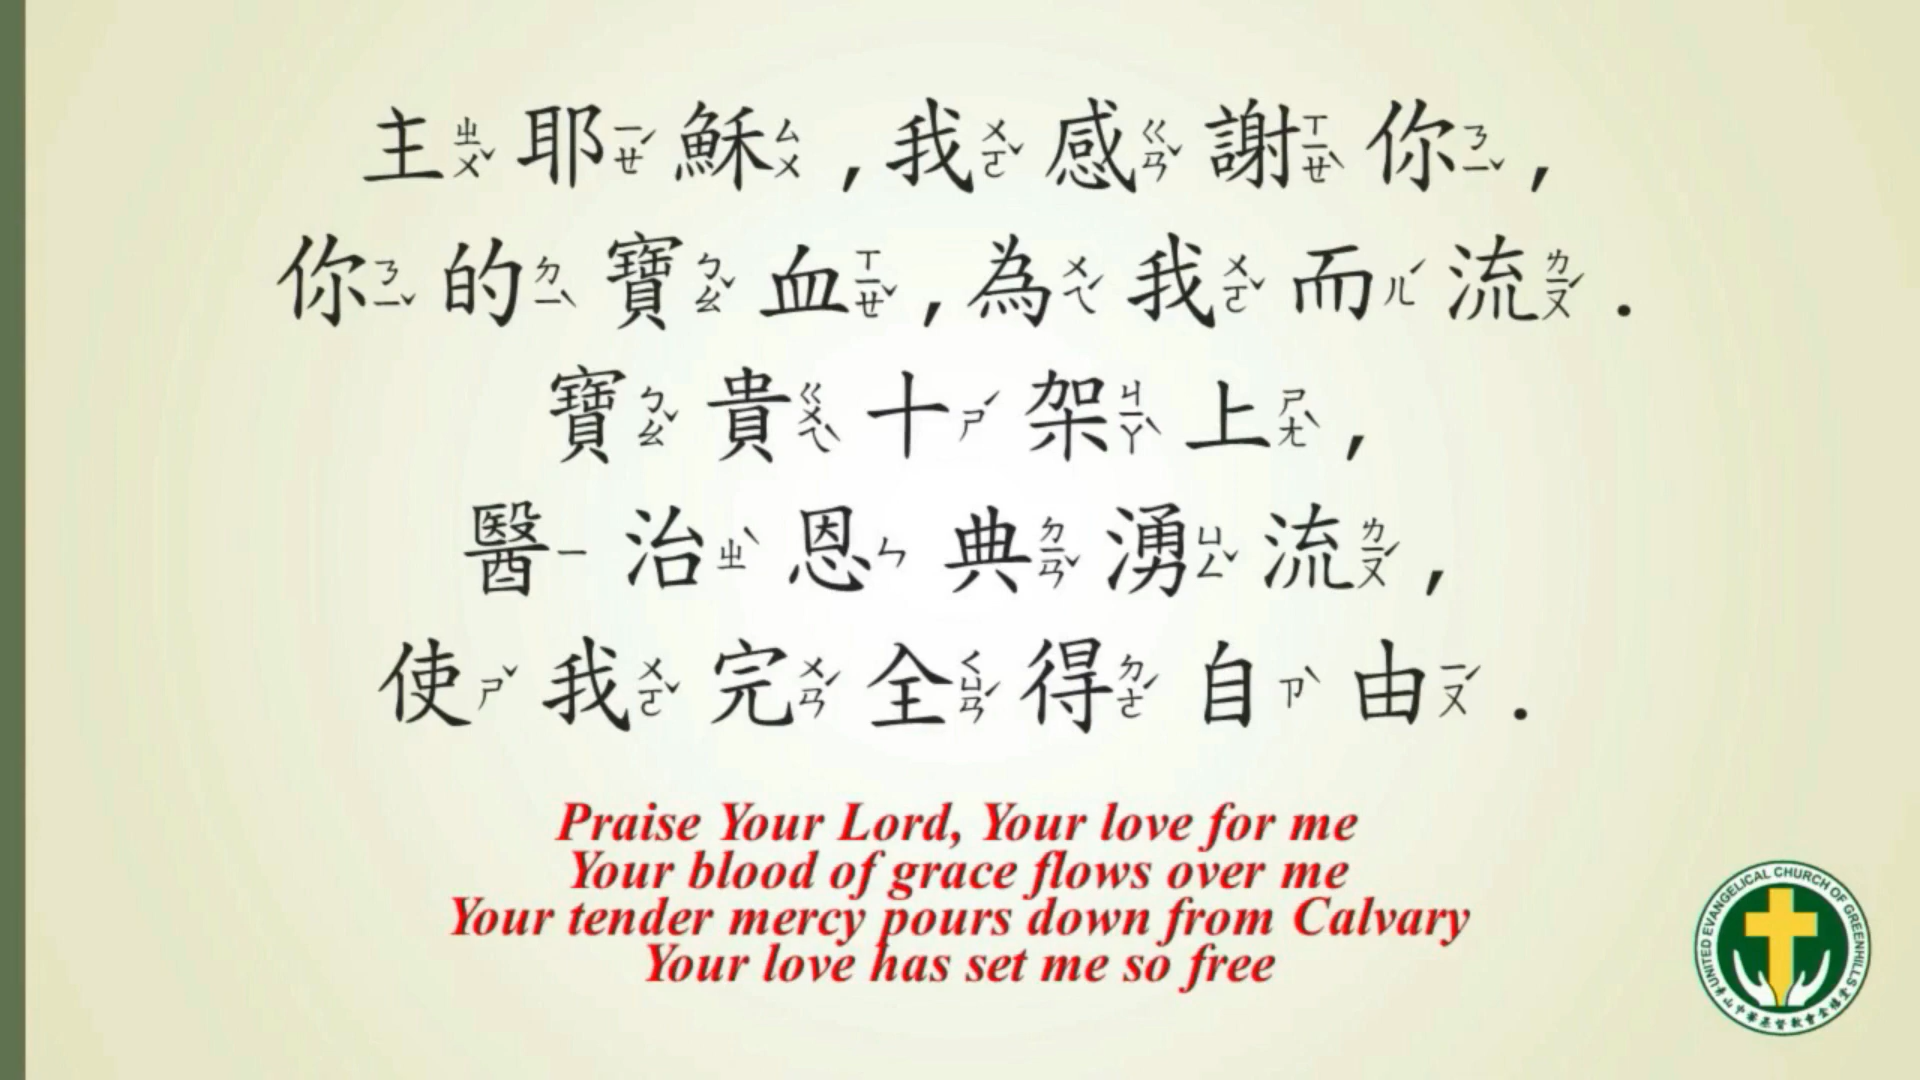 主耶穌,我感謝你,
你的寶血,為我而流.
寶貴十架上,
醫治恩典湧流,
使我完全得自由.
Praise Your Lord, Your love for me
Your blood of grace flows over me
Your tender mercy pours down from Calvary
Your love has set me so free
UNITED EVANGELICAL CHURCH OF GREENHILLS